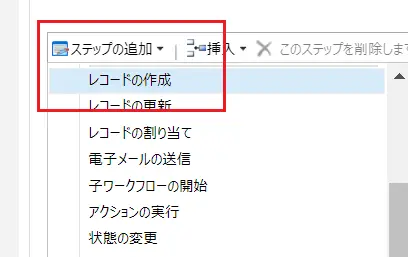 ステップの追加 挿入 このステップを削除しま
レコードの作成
レコードの更新
レコードの割り当て
電子メールの送信
子ワークフローの開始
アクションの実行
状態の変更